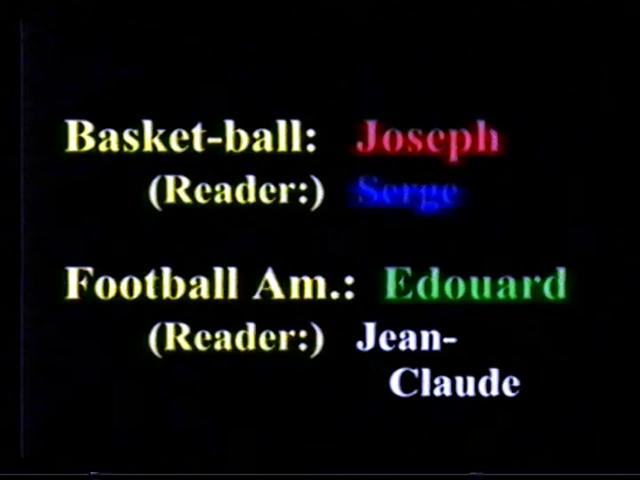 Basket-ball: Joseph
(Reader:) Serge
Football Am.: Edouard
(Reader:) Jean-
Claude